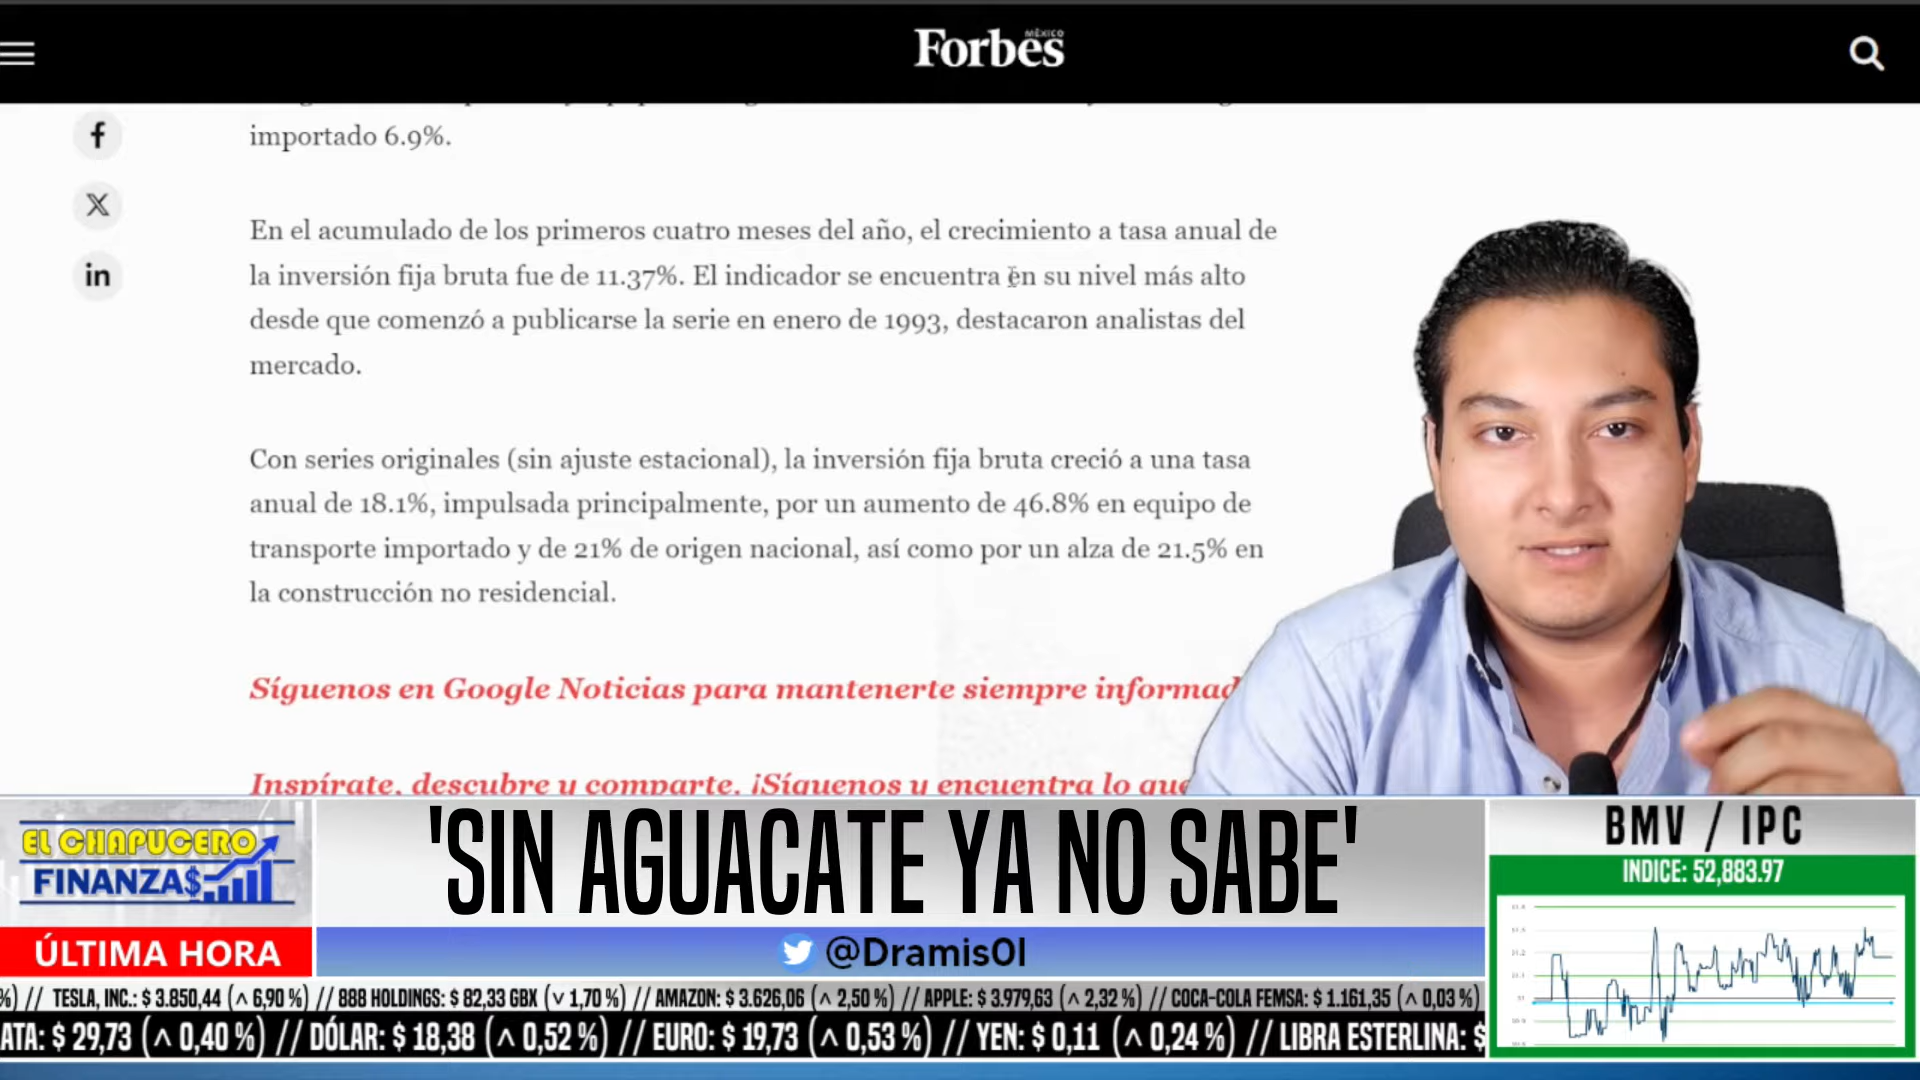 Forbes
MÉXICO
importado 6.9%.
En el acumulado de los primeros cuatro meses del año, el crecimiento a tasa anual de
la inversión fija bruta fue de 11.37%. El indicador se encuentra en su nivel más alto
desde que comenzó a publicarse la serie en enero de 1993, destacaron analistas del
mercado.
Con series originales (sin ajuste estacional), la inversión fija bruta creció a una tasa
anual de 18.1%, impulsada principalmente, por un aumento de 46.8% en equipo de
transporte importado y de 21% de origen nacional, así como por un alza de 21.5% en
la construcción no residencial.
Síguenos en Google Noticias para mantenerte siempre informad
Inspírate, descubre y comparte. ¡Síguenos y encuentra lo que
EL CHAPUCERO
FINANZA$
'SIN AGUACATE YA NO SABE'
BMV / IPC
INDICE: 52,883.97
ÚLTIMA HORA
@Dramis01
%) // TESLA, INC.: $ 3.850,44 (^ 6,90 %) // 888 HOLDINGS: $ 82,33 GBX (v 1,70 %) // AMAZON: $ 3.626,06 (^ 2,50 %) // APPLE: $ 3.979,63 (^ 2,32 %) // COCA-COLA FEMSA: $ 1.161,35 (^ 0,03 %)
ATA: $ 29,73 (^ 0,40 %) // DÓLAR: $ 18,38 (^ 0,52 %) // EURO: $ 19,73 (^ 0,53 %) // YEN: $ 0,11 (^ 0,24 %) // LIBRA ESTERLINA: $